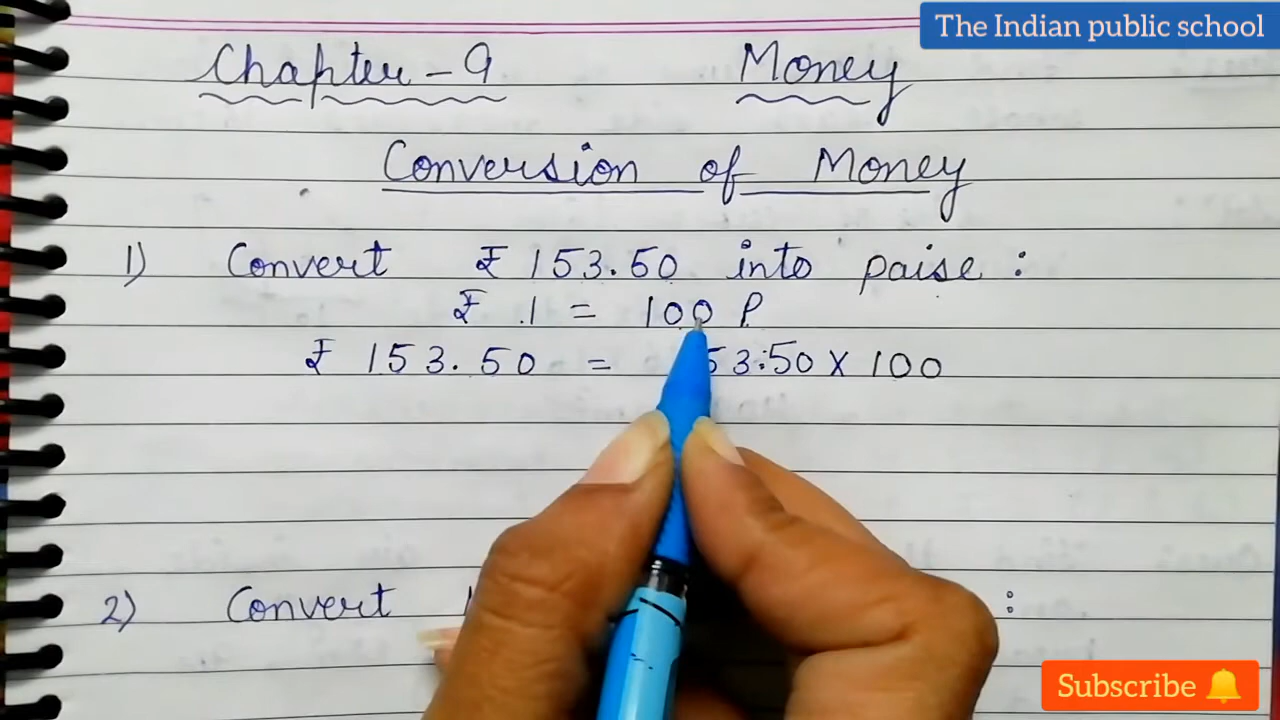 The Indian public school
Chapter - 9 Money
Conversion of Money
1) Convert ₹ 153.50 into paise :
₹ .1 = 100 P
₹ 153.50 = 53.50 x 100
2) Convert :
Subscribe